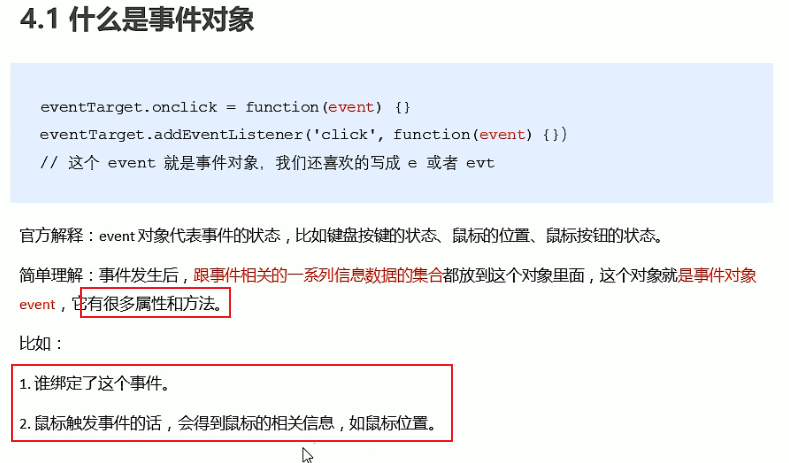 4.1 什么是事件对象
eventTarget.onclick = function(event) {}
eventTarget.addEventListener('click', function(event) {})
// 这个 event 就是事件对象，我们还喜欢的写成 e 或者 evt
官方解释：event 对象代表事件的状态，比如键盘按键的状态、鼠标的位置、鼠标按钮的状态。
简单理解：事件发生后，跟事件相关的一系列信息数据的集合都放到这个对象里面，这个对象就是事件对象
event，它有很多属性和方法。
比如：
1. 谁绑定了这个事件。
2. 鼠标触发事件的话，会得到鼠标的相关信息，如鼠标位置。